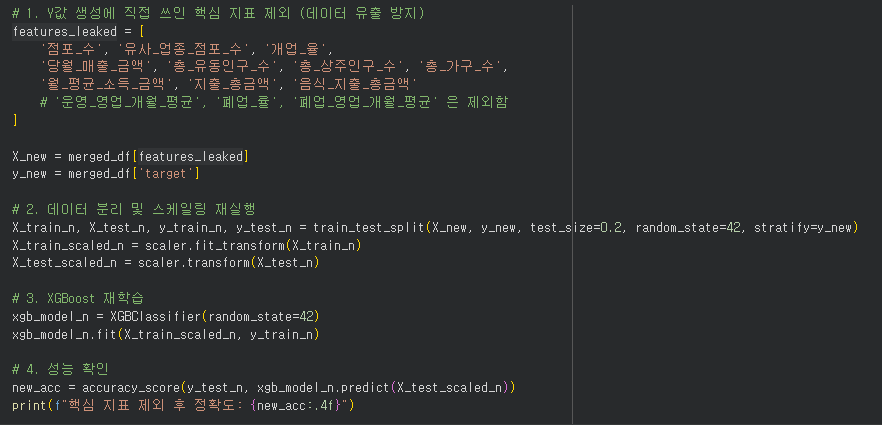 # 1. Y값 생성에 직접 쓰인 핵심 지표 제외 (데이터 유출 방지)
features_leaked = [
    '점포_수', '유사_업종_점포_수', '개업_율',
    '당월_매출_금액', '총_유동인구_수', '총_상주인구_수', '총_가구_수',
    '월_평균_소득_금액', '지출_총금액', '음식_지출_총금액'
    # '운영_영업_개월_평균', '폐업_률', '폐업_영업_개월_평균' 은 제외함
]
X_new = merged_df[features_leaked]
y_new = merged_df['target']
# 2. 데이터 분리 및 스케일링 재실행
X_train_n, X_test_n, y_train_n, y_test_n = train_test_split(X_new, y_new, test_size=0.2, random_state=42, stratify=y_new)
X_train_scaled_n = scaler.fit_transform(X_train_n)
X_test_scaled_n = scaler.transform(X_test_n)
# 3. XGBoost 재학습
xgb_model_n = XGBClassifier(random_state=42)
xgb_model_n.fit(X_train_scaled_n, y_train_n)
# 4. 성능 확인
new_acc = accuracy_score(y_test_n, xgb_model_n.predict(X_test_scaled_n))
print(f"핵심 지표 제외 후 정확도: {new_acc:.4f}")